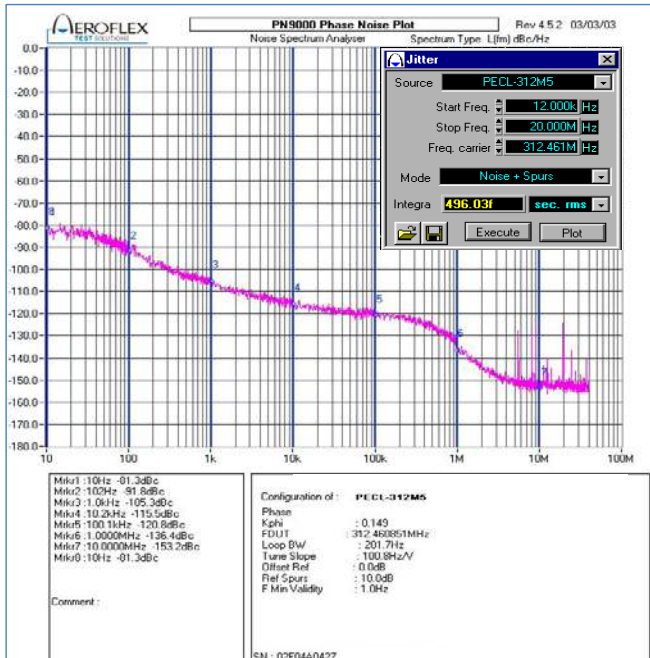 AEROFLEX
TEST SOLUTIONS
PN9000 Phase Noise Plot
Rev 4.5.2 03/03/03
Noise Spectrum Analyser
Spectrum Type L(fm) dBc/Hz
Jitter
Source PECL-312M5
Start Freq. 12.000k Hz
Stop Freq. 20.000M Hz
Freq. carrier 312.461M Hz
Mode Noise + Spurs
Integra 496.03f sec. rms
Execute Plot
0.0
-10.0
-20.0
-30.0
-40.0
-50.0
-60.0
-70.0
-80.0
-90.0
-100.0
-110.0
-120.0
-130.0
-140.0
-150.0
-160.0
-170.0
-180.0
8
2
3
4
5
6
7
10 100 1k 10k 100k 1M 10M 100M
Mrkr1 :10Hz -81.3dBc
Mrkr2 :102Hz -91.8dBc
Mrkr3 :1.0kHz -105.3dBc
Mrkr4 :10.2kHz -115.5dBc
Mrkr5 :100.1kHz -120.8dBc
Mrkr6 :1.0000MHz -136.4dBc
Mrkr7 :10.0000MHz -153.2dBc
Mrkr8 :10Hz -81.3dBc
Comment :
Configuration of : PECL-312M5
Phase
Kphi : 0.149
FDUT : 312.460851MHz
Loop BW : 201.7Hz
Tune Slope : 100.8Hz/V
Offset Ref : 0.0dB
Ref Spurs : 10.0dB
F Min Validity : 1.0Hz
SN :